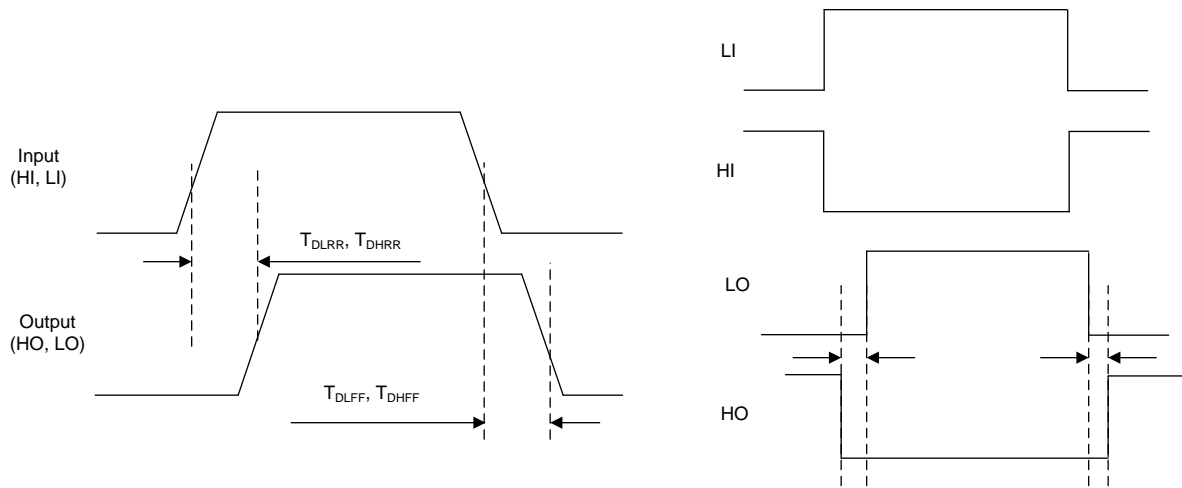 Input
(HI, LI)
T_DLRR, T_DHRR
Output
(HO, LO)
T_DLFF, T_DHFF
LI
HI
LO
HO